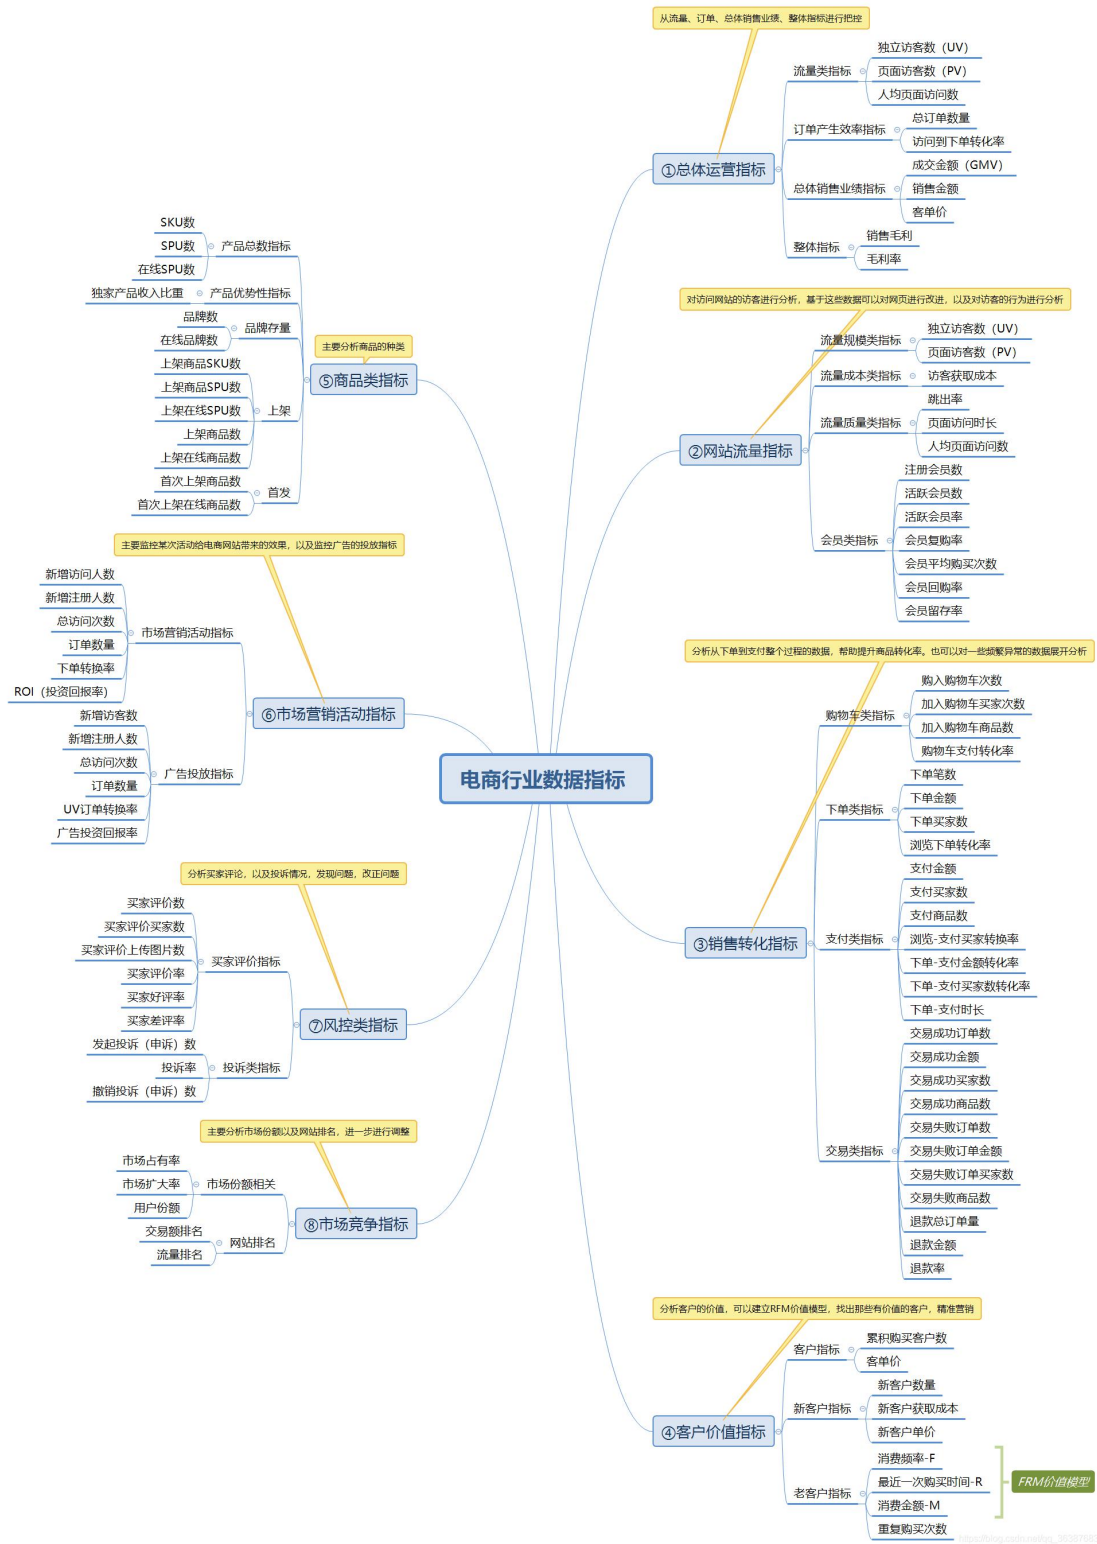 电商行业数据指标
从流量、订单、总体销售业绩、整体指标进行把控
①总体运营指标
流量类指标
独立访客数（UV）
页面访客数（PV）
人均页面访问数
订单产生效率指标
总订单数量
访问到下单转化率
总体销售业绩指标
成交金额（GMV）
销售金额
客单价
整体指标
销售毛利
毛利率
对访问网站的访客进行分析，基于这些数据可以对网页进行改进，以及对访客的行为进行分析
②网站流量指标
流量规模类指标
独立访客数（UV）
页面访客数（PV）
流量成本类指标
访客获取成本
流量质量类指标
跳出率
页面访问时长
人均页面访问数
会员类指标
注册会员数
活跃会员数
活跃会员率
会员复购率
会员平均购买次数
会员回购率
会员留存率
分析从下单到支付整个过程的数据，帮助提升商品转化率。也可以对一些频繁异常的数据展开分析
③销售转化指标
购物车类指标
购入购物车次数
加入购物车买家次数
加入购物车商品数
购物车支付转化率
下单类指标
下单笔数
下单金额
下单买家数
浏览下单转化率
支付类指标
支付金额
支付买家数
支付商品数
浏览-支付买家转换率
下单-支付金额转化率
下单-支付买家数转化率
下单-支付时长
交易类指标
交易成功订单数
交易成功金额
交易成功买家数
交易成功商品数
交易失败订单数
交易失败订单金额
交易失败订单买家数
交易失败商品数
退款总订单量
退款金额
退款率
分析客户的价值，可以建立RFM价值模型，找出那些有价值的客户，精准营销
④客户价值指标
客户指标
累积购买客户数
客单价
新客户指标
新客户数量
新客户获取成本
新客户单价
老客户指标
消费频率-F
最近一次购买时间-R
消费金额-M
重复购买次数
FRM价值模型
主要分析商品的种类
⑤商品类指标
产品总数指标
SKU数
SPU数
在线SPU数
产品优势性指标
独家产品收入比重
品牌存量
品牌数
在线品牌数
上架
上架商品SKU数
上架商品SPU数
上架在线SPU数
上架商品数
上架在线商品数
首发
首次上架商品数
首次上架在线商品数
主要监控某次活动给电商网站带来的效果，以及监控广告的投放指标
⑥市场营销活动指标
市场营销活动指标
新增访问人数
新增注册人数
总访问次数
订单数量
下单转换率
ROI（投资回报率）
广告投放指标
新增访客数
新增注册人数
总访问次数
订单数量
UV订单转换率
广告投资回报率
分析买家评论，以及投诉情况，发现问题，改正问题
⑦风控类指标
买家评价指标
买家评价数
买家评价买家数
买家评价上传图片数
买家评价率
买家好评率
买家差评率
投诉类指标
发起投诉（申诉）数
投诉率
撤销投诉（申诉）数
主要分析市场份额以及网站排名，进一步进行调整
⑧市场竞争指标
市场份额相关
市场占有率
市场扩大率
用户份额
网站排名
交易额排名
流量排名